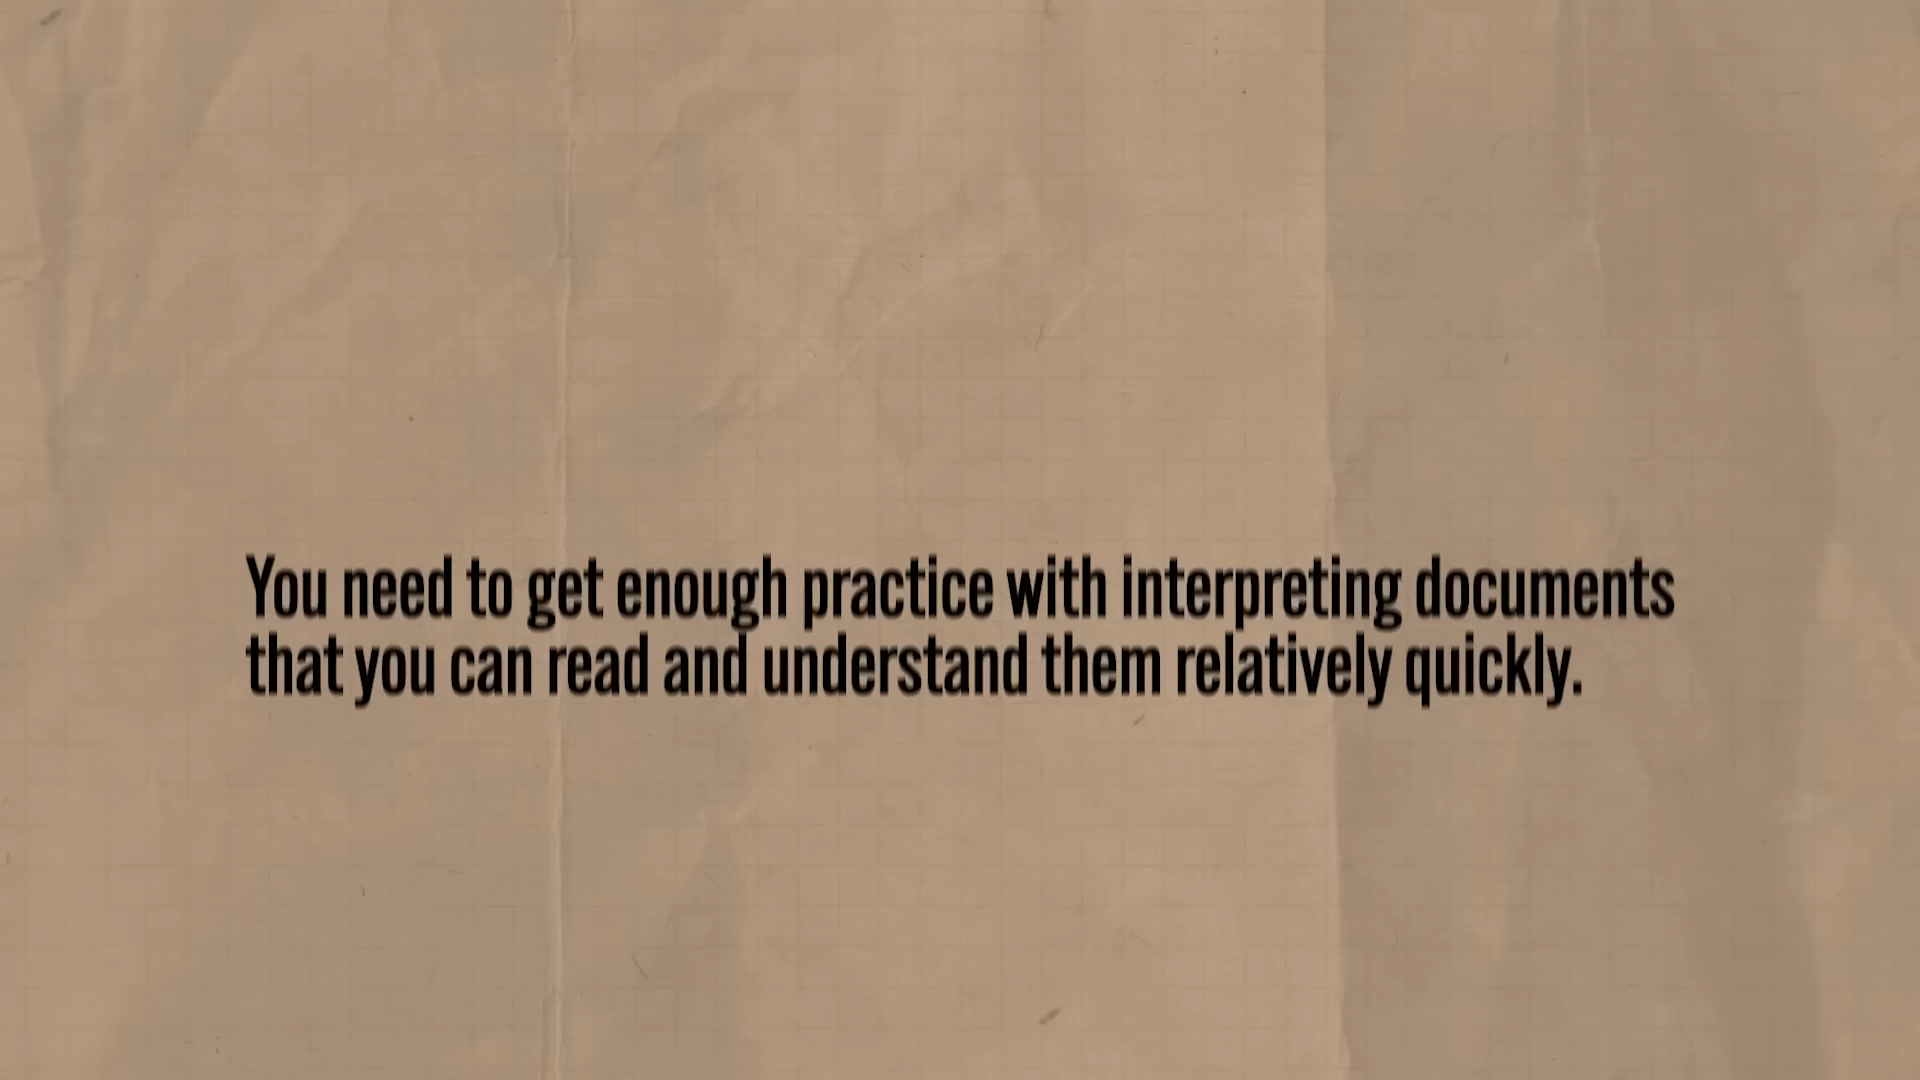 You need to get enough practice with interpreting documents
that you can read and understand them relatively quickly.